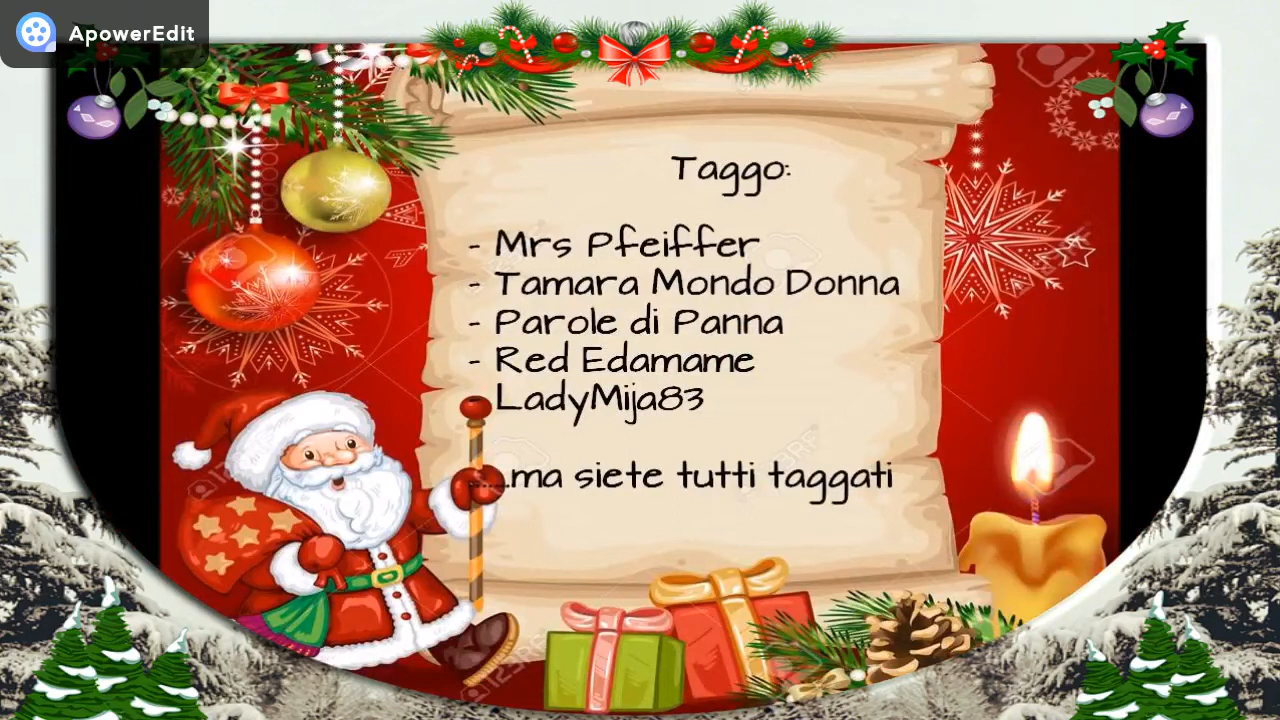 ApowerEdit
Taggo:
- Mrs Pfeiffer
- Tamara Mondo Donna
- Parole di Panna
- Red Edamame
LadyMija83
.......ma siete tutti taggati